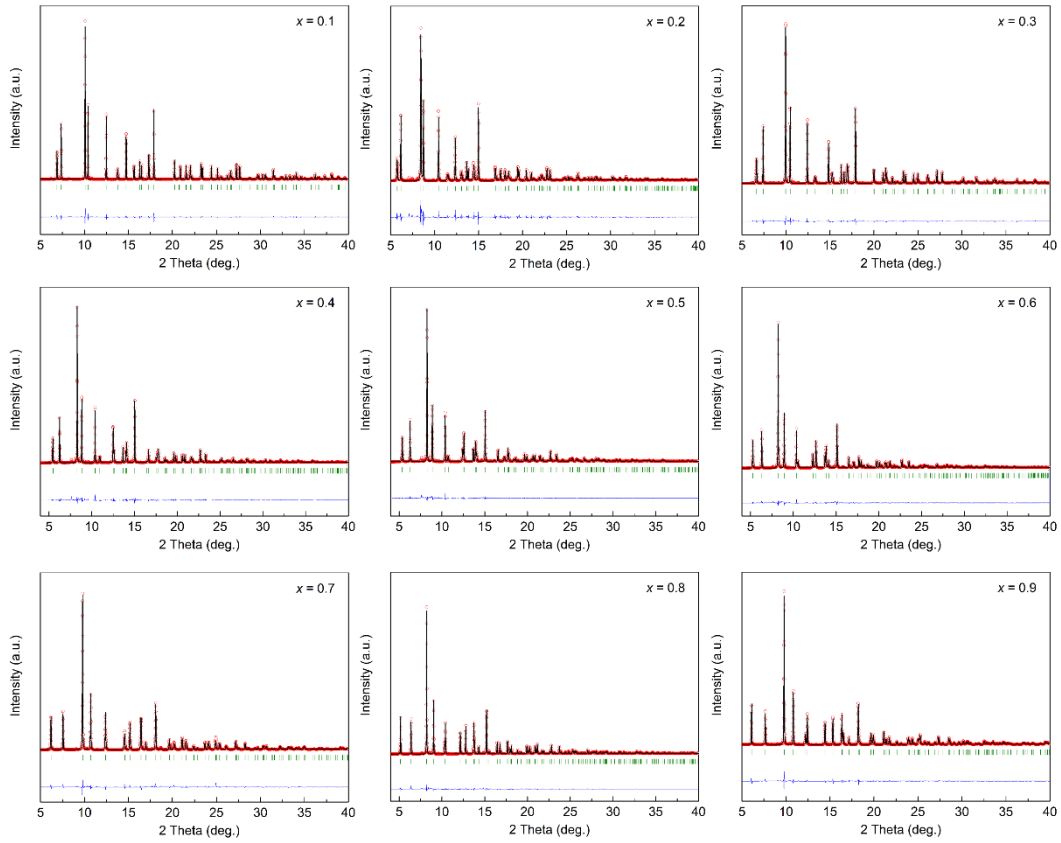 x = 0.1
Intensity (a.u.)
5 10 15 20 25 30 35 40
2 Theta (deg.)
x = 0.2
Intensity (a.u.)
5 10 15 20 25 30 35 40
2 Theta (deg.)
x = 0.3
Intensity (a.u.)
5 10 15 20 25 30 35 40
2 Theta (deg.)
x = 0.4
Intensity (a.u.)
5 10 15 20 25 30 35 40
2 Theta (deg.)
x = 0.5
Intensity (a.u.)
5 10 15 20 25 30 35 40
2 Theta (deg.)
x = 0.6
Intensity (a.u.)
5 10 15 20 25 30 35 40
2 Theta (deg.)
x = 0.7
Intensity (a.u.)
5 10 15 20 25 30 35 40
2 Theta (deg.)
x = 0.8
Intensity (a.u.)
5 10 15 20 25 30 35 40
2 Theta (deg.)
x = 0.9
Intensity (a.u.)
5 10 15 20 25 30 35 40
2 Theta (deg.)